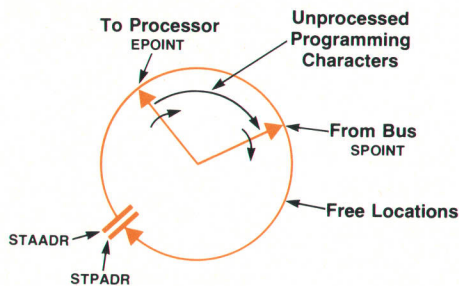 To Processor
EPOINT
Unprocessed
Programming
Characters
From Bus
SPOINT
Free Locations
STAADR
STPADR